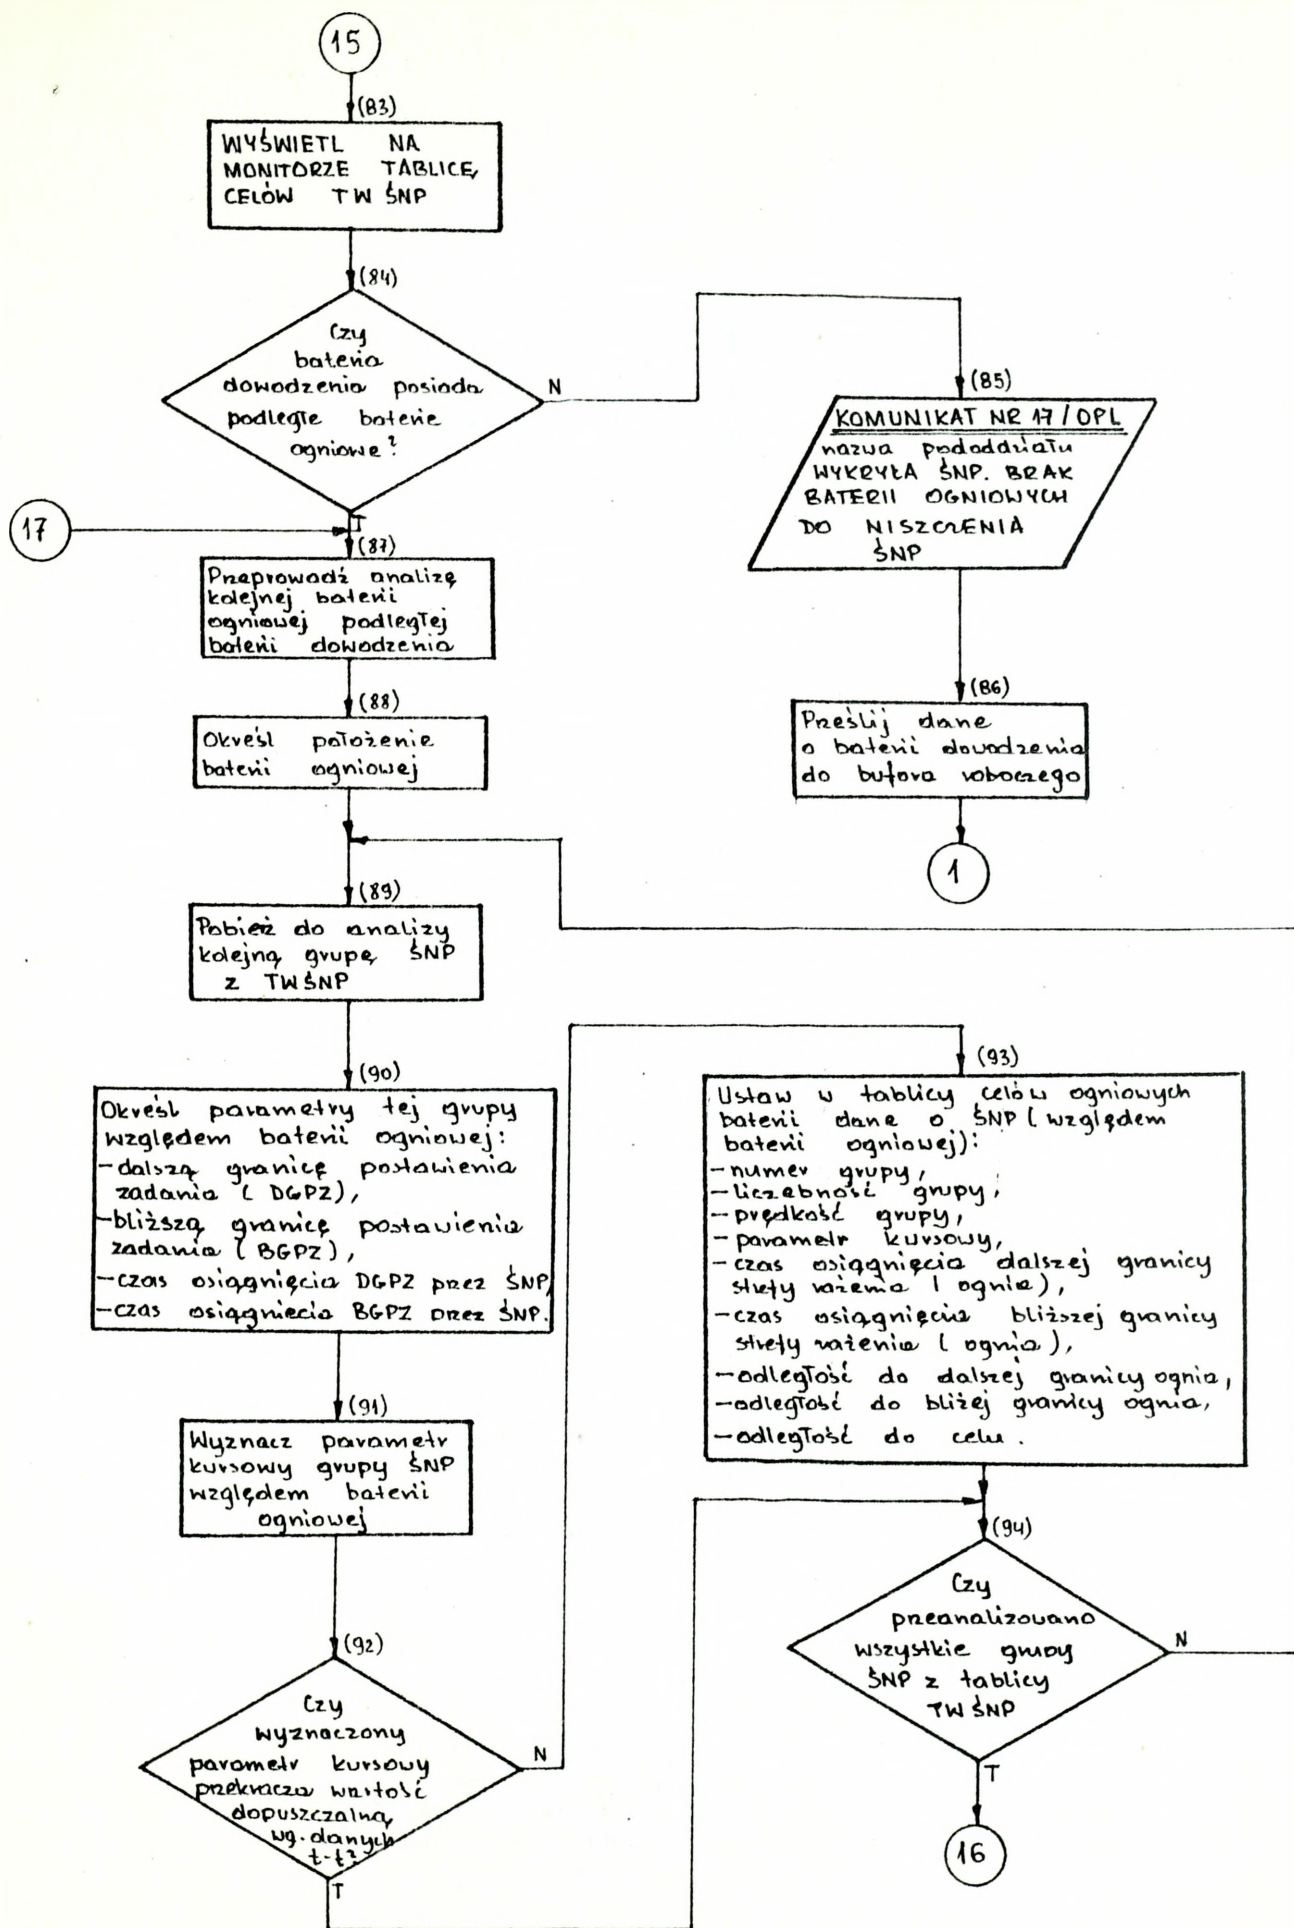 15
(83)
WYŚWIETL NA
MONITORZE TABLICĘ
CELÓW TW ŚNP
(84)
Czy
bateria
dowodzenia posiada
podległe baterie
ogniowe?
N
T
(85)
KOMUNIKAT NR 17/OPL
nazwa pododdziału
WYKRYŁA ŚNP. BRAK
BATERII OGNIOWYCH
DO NISZCZENIA
ŚNP
(86)
Prześlij dane
o baterii dowodzenia
do bufora roboczego
1
17
(87)
Przeprowadź analizę
kolejnej baterii
ogniowej podległej
baterii dowodzenia
(88)
Określ położenie
baterii ogniowej
(89)
Pobierz do analizy
kolejną grupę ŚNP
z TWŚNP
(90)
Określ parametry tej grupy
względem baterii ogniowej:
-dalszą granicę postawienia
zadania (DGPZ),
-bliższą granicę postawienia
zadania (BGPZ),
-czas osiągnięcia DGPZ przez ŚNP,
-czas osiągniecia BGPZ przez ŚNP.
(91)
Wyznacz parametr
kursowy grupy ŚNP
względem baterii
ogniowej
(92)
Czy
wyznaczony
parametr kursowy
przekracza wartość
dopuszczalną
wg. danych
t-t?
N
T
(93)
Ustaw w tablicy celów ogniowych
baterii dane o ŚNP (względem
baterii ogniowej):
-numer grupy,
-liczebność grupy,
-prędkość grupy,
-parametr kursowy,
-czas osiągnięcia dalszej granicy
strefy rażenia (ognia),
-czas osiągnięcia bliższej granicy
strefy rażenia (ognia),
-odległość do dalszej granicy ognia,
-odległość do bliżej granicy ognia,
-odległość do celu.
(94)
Czy
przeanalizowano
wszystkie grupy
ŚNP z tablicy
TW ŚNP
N
T
16